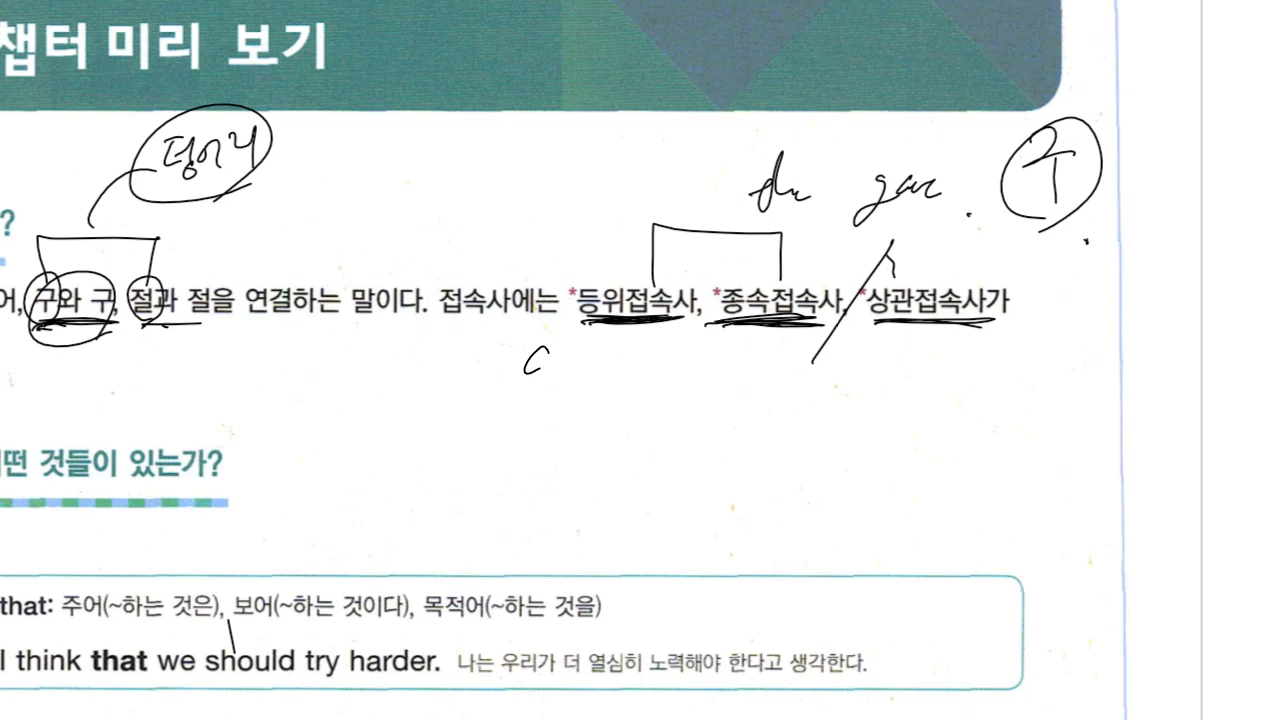 챕터 미리 보기
덩어리
주
?
어, 구와 구, 절과 절을 연결하는 말이다. 접속사에는 *등위접속사, *종속접속사, *상관접속사가
떤 것들이 있는가?
that: 주어(~하는 것은), 보어(~하는 것이다), 목적어(~하는 것을)
I think that we should try harder. 나는 우리가 더 열심히 노력해야 한다고 생각한다.